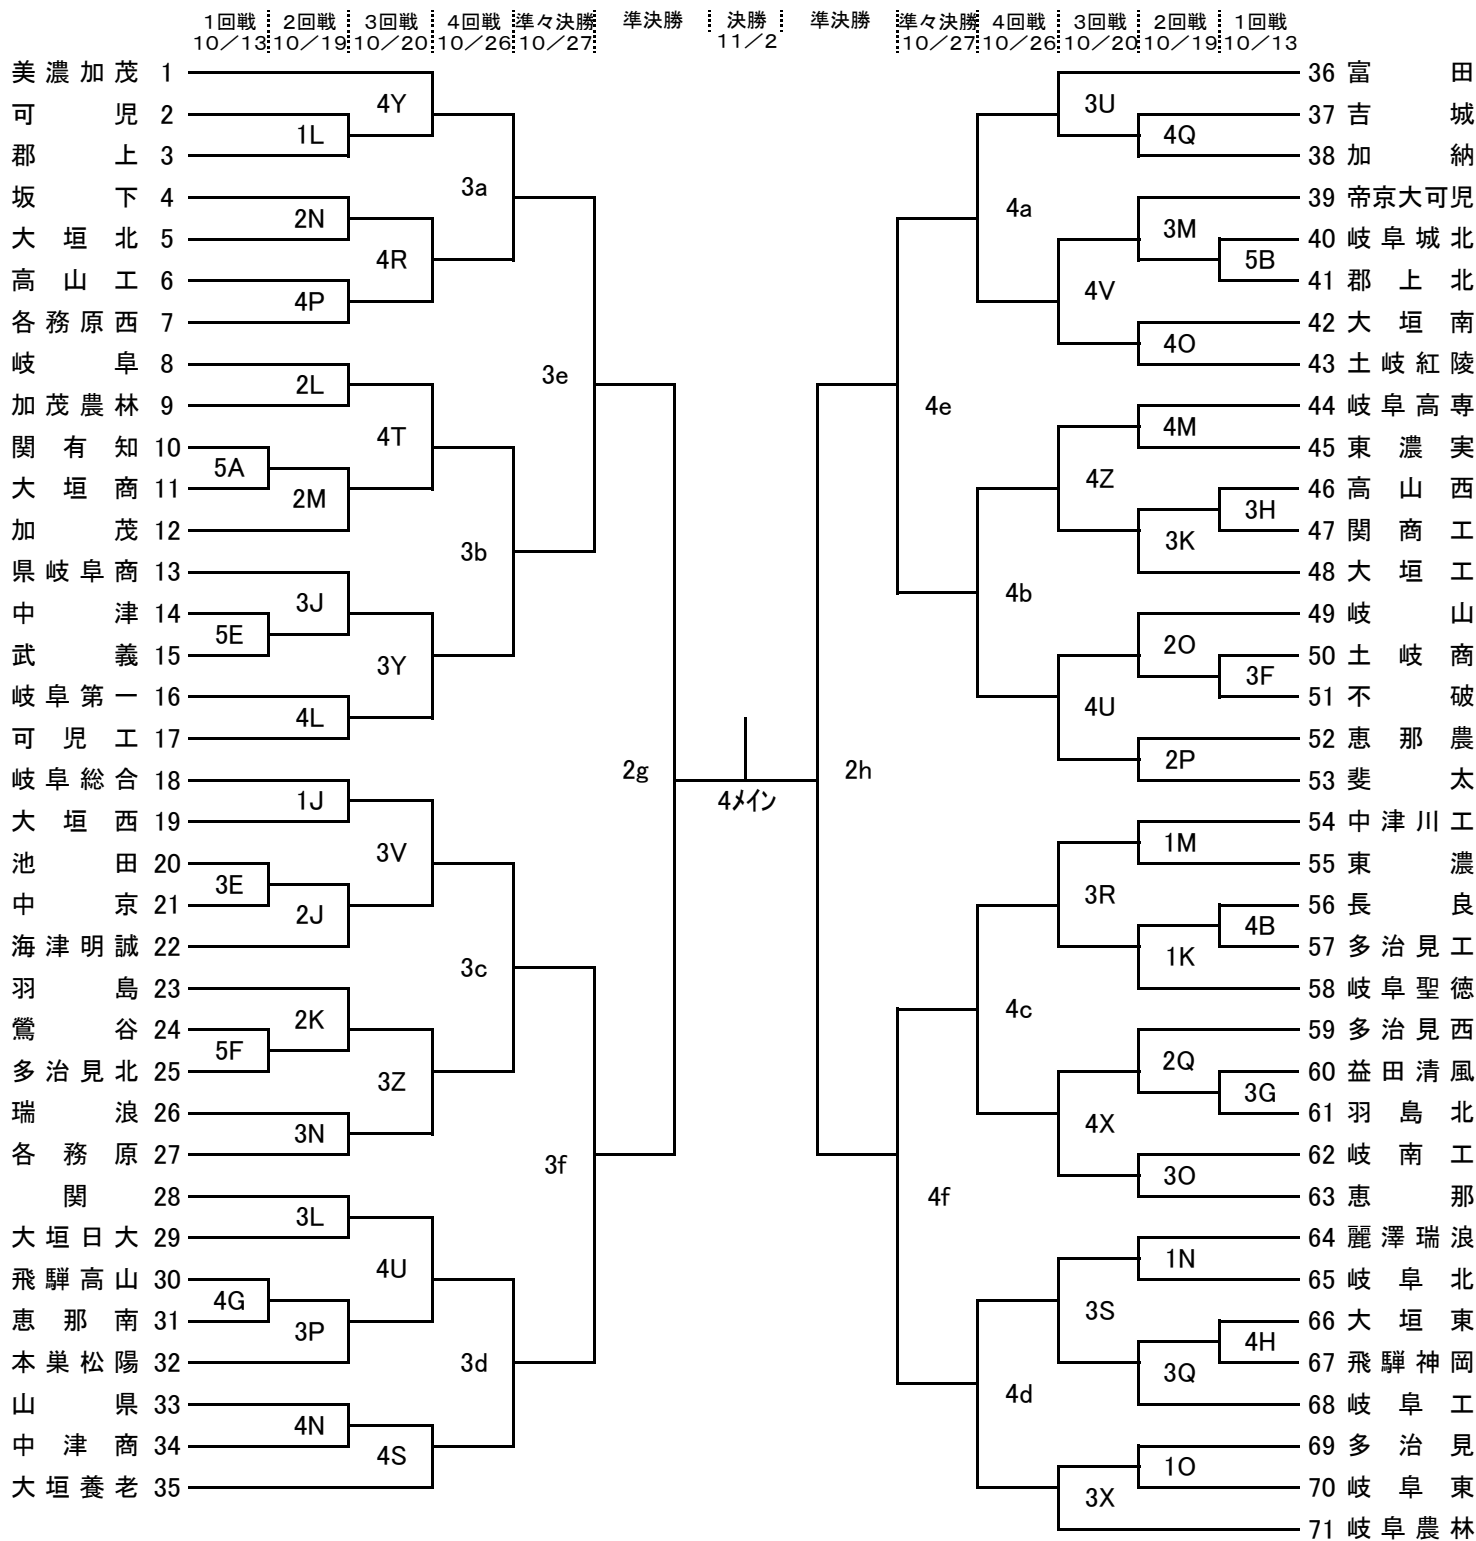 1回戦 2回戦 3回戦 4回戦 準々決勝 準決勝 決勝 準決勝 準々決勝 4回戦 3回戦 2回戦 1回戦
10／13 10／19 10／20 10／26 10／27 11／2 10／27 10／26 10／20 10／19 10／13
美濃加茂 1
可児 2
郡上 3
坂下 4
大垣北 5
高山工 6
各務原西 7
岐阜 8
加茂農林 9
関有知 10
大垣商 11
加茂 12
県岐阜商 13
中津 14
武義 15
岐阜第一 16
可児工 17
岐阜総合 18
大垣西 19
池田 20
中京 21
海津明誠 22
羽島 23
鶯谷 24
多治見北 25
瑞浪 26
各務原 27
関 28
大垣日大 29
飛騨高山 30
恵那南 31
本巣松陽 32
山県 33
中津商 34
大垣養老 35
5A
5E
3E
5F
4G
1L
2N
4P
2L
2M
3J
4L
1J
2J
2K
3N
3L
3P
4N
4Y
4R
4T
3Y
3V
3Z
4U
4S
3a
3b
3c
3d
3e
3f
2g
4メイン
2h
4e
4f
4a
4b
4c
4d
3U
4V
4Z
4U
3R
4X
3S
3X
4Q
3M
4O
4M
3K
2O
2P
1M
1K
2Q
3O
1N
3Q
1O
5B
3H
3F
4B
3G
4H
36 富田
37 吉城
38 加納
39 帝京大可児
40 岐阜城北
41 郡上北
42 大垣南
43 土岐紅陵
44 岐阜高専
45 東濃実
46 高山西
47 関商工
48 大垣工
49 岐山
50 土岐商
51 不破
52 恵那農
53 斐太
54 中津川工
55 東濃
56 長良
57 多治見工
58 岐阜聖徳
59 多治見西
60 益田清風
61 羽島北
62 岐南工
63 恵那
64 麗澤瑞浪
65 岐阜北
66 大垣東
67 飛騨神岡
68 岐阜工
69 多治見
70 岐阜東
71 岐阜農林